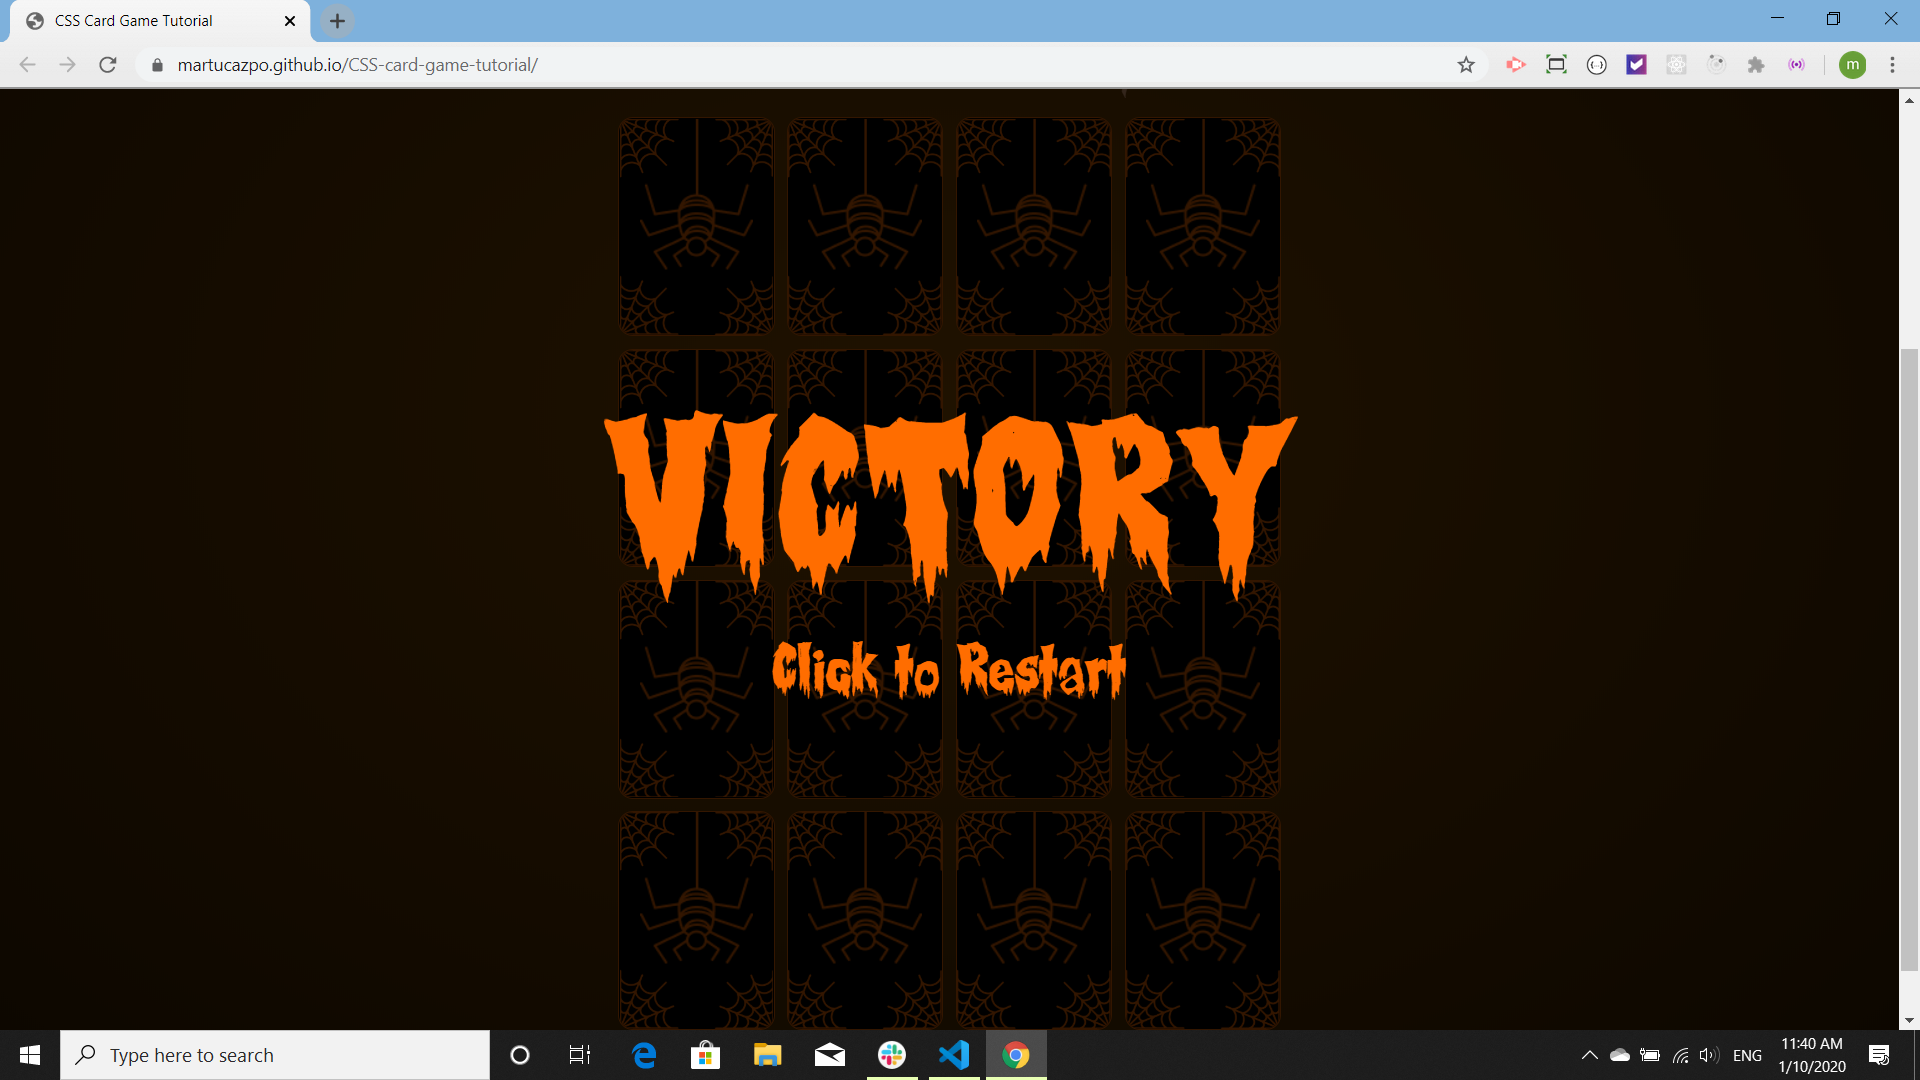 CSS Card Game Tutorial
martucazpo.github.io/CSS-card-game-tutorial/
m
VICTORY
Click to Restart
Type here to search
ENG
11:40 AM
1/10/2020